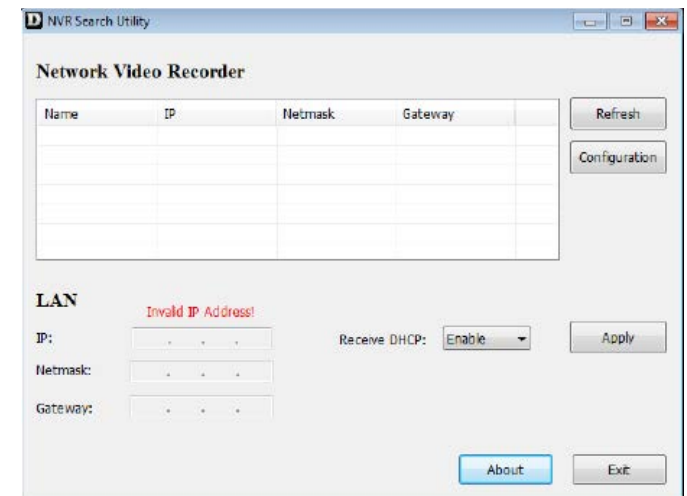 D NVR Search Utility
Network Video Recorder
Name IP Netmask Gateway
Refresh
Configuration
LAN
Invalid IP Address!
IP: . . . Receive DHCP: Enable Apply
Netmask: . . .
Gateway: . . .
About Exit